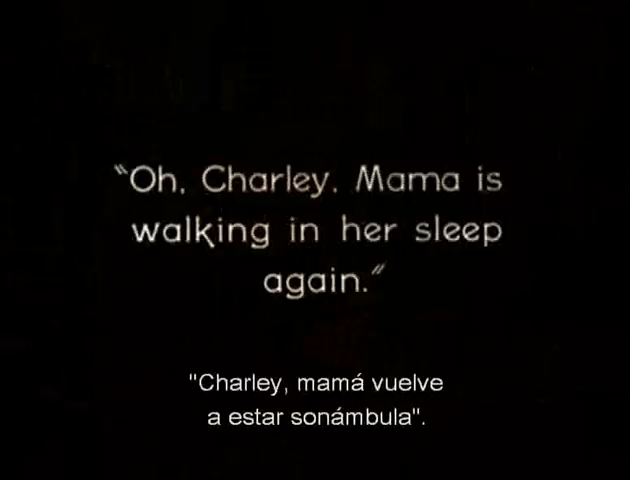 "Oh, Charley, Mama is
walking in her sleep
again."
"Charley, mamá vuelve
a estar sonámbula".